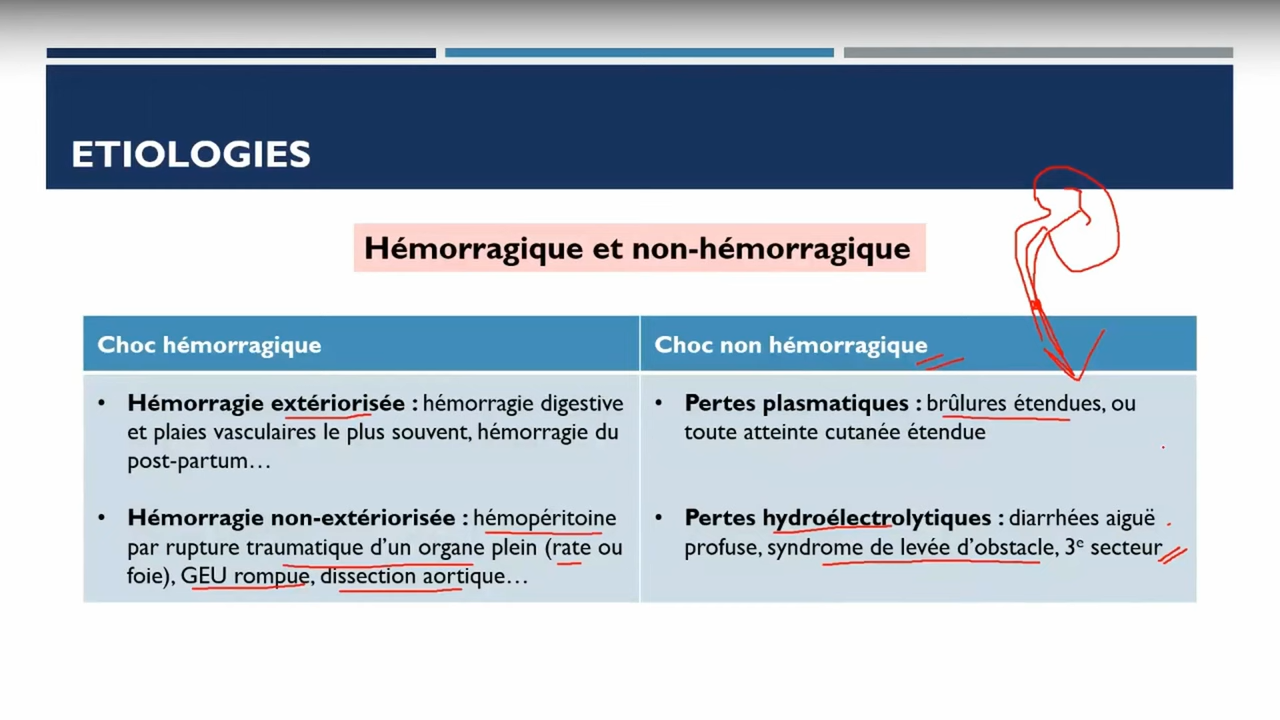 ETIOLOGIES
Hémorragique et non-hémorragique
Choc hémorragique
• Hémorragie extériorisée : hémorragie digestive
et plaies vasculaires le plus souvent, hémorragie du
post-partum…
• Hémorragie non-extériorisée : hémopéritoine
par rupture traumatique d’un organe plein (rate ou
foie), GEU rompue, dissection aortique…
Choc non hémorragique
• Pertes plasmatiques : brûlures étendues, ou
toute atteinte cutanée étendue
• Pertes hydroélectrolytiques : diarrhées aiguë
profuse, syndrome de levée d’obstacle, 3e secteur